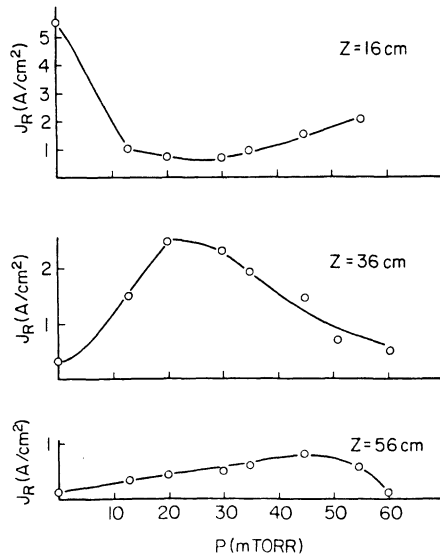 J_R (A/cm²)
5
4
3
2
1
Z = 16 cm
J_R (A/cm²)
2
1
Z = 36 cm
J_R (A/cm²)
1
Z = 56 cm
10 20 30 40 50 60
P (mTORR)